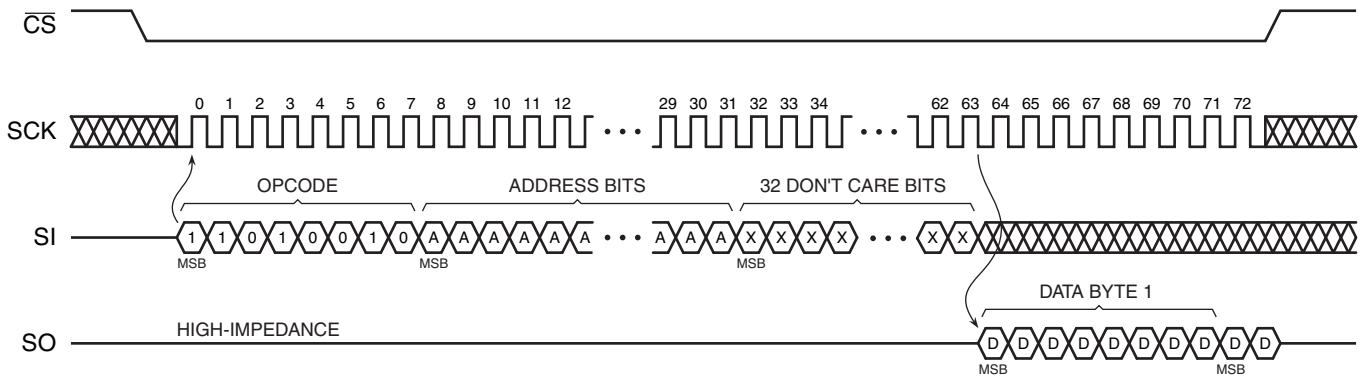 CS
0 1 2 3 4 5 6 7 8 9 10 11 12 29 30 31 32 33 34 62 63 64 65 66 67 68 69 70 71 72
SCK
OPCODE ADDRESS BITS 32 DON'T CARE BITS
SI 1 1 0 1 0 0 1 0 A A A A A A A A A X X X X X X
MSB MSB MSB
DATA BYTE 1
HIGH-IMPEDANCE
SO D D D D D D D D D D
MSB MSB